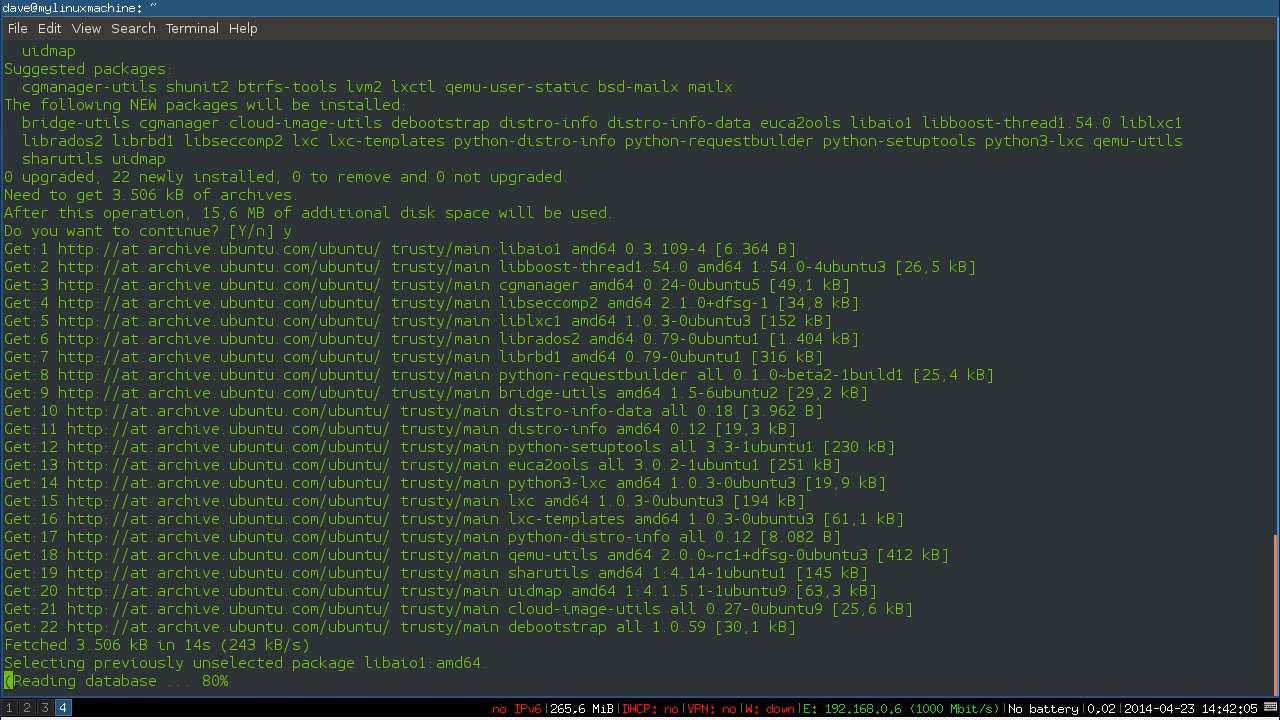 dave@mylinuxmachine: ~
File Edit View Search Terminal Help
uidmap
Suggested packages:
cgmanager-utils shunit2 btrfs-tools lvm2 lxctl qemu-user-static bsd-mailx mailx
The following NEW packages will be installed:
bridge-utils cgmanager cloud-image-utils debootstrap distro-info distro-info-data euca2ools libaio1 libboost-thread1.54.0 liblxc1
librados2 librbd1 libseccomp2 lxc lxc-templates python-distro-info python-requestbuilder python-setuptools python3-lxc qemu-utils
sharutils uidmap
0 upgraded, 22 newly installed, 0 to remove and 0 not upgraded.
Need to get 3.506 kB of archives.
After this operation, 15,6 MB of additional disk space will be used.
Do you want to continue? [Y/n] y
Get:1 http://at.archive.ubuntu.com/ubuntu/ trusty/main libaio1 amd64 0.3.109-4 [6.364 B]
Get:2 http://at.archive.ubuntu.com/ubuntu/ trusty/main libboost-thread1.54.0 amd64 1.54.0-4ubuntu3 [26,5 kB]
Get:3 http://at.archive.ubuntu.com/ubuntu/ trusty/main cgmanager amd64 0.24-0ubuntu5 [49,1 kB]
Get:4 http://at.archive.ubuntu.com/ubuntu/ trusty/main libseccomp2 amd64 2.1.0+dfsg-1 [34,8 kB]
Get:5 http://at.archive.ubuntu.com/ubuntu/ trusty/main liblxc1 amd64 1.0.3-0ubuntu3 [152 kB]
Get:6 http://at.archive.ubuntu.com/ubuntu/ trusty/main librados2 amd64 0.79-0ubuntu1 [1.404 kB]
Get:7 http://at.archive.ubuntu.com/ubuntu/ trusty/main librbd1 amd64 0.79-0ubuntu1 [316 kB]
Get:8 http://at.archive.ubuntu.com/ubuntu/ trusty/main python-requestbuilder all 0.1.0~beta2-1build1 [25,4 kB]
Get:9 http://at.archive.ubuntu.com/ubuntu/ trusty/main bridge-utils amd64 1.5-6ubuntu2 [29,2 kB]
Get:10 http://at.archive.ubuntu.com/ubuntu/ trusty/main distro-info-data all 0.18 [3.962 B]
Get:11 http://at.archive.ubuntu.com/ubuntu/ trusty/main distro-info amd64 0.12 [19,3 kB]
Get:12 http://at.archive.ubuntu.com/ubuntu/ trusty/main python-setuptools all 3.3-1ubuntu1 [230 kB]
Get:13 http://at.archive.ubuntu.com/ubuntu/ trusty/main euca2ools all 3.0.2-1ubuntu1 [251 kB]
Get:14 http://at.archive.ubuntu.com/ubuntu/ trusty/main python3-lxc amd64 1.0.3-0ubuntu3 [19,9 kB]
Get:15 http://at.archive.ubuntu.com/ubuntu/ trusty/main lxc amd64 1.0.3-0ubuntu3 [194 kB]
Get:16 http://at.archive.ubuntu.com/ubuntu/ trusty/main lxc-templates amd64 1.0.3-0ubuntu3 [61,1 kB]
Get:17 http://at.archive.ubuntu.com/ubuntu/ trusty/main python-distro-info all 0.12 [8.082 B]
Get:18 http://at.archive.ubuntu.com/ubuntu/ trusty/main qemu-utils amd64 2.0.0~rc1+dfsg-0ubuntu3 [412 kB]
Get:19 http://at.archive.ubuntu.com/ubuntu/ trusty/main sharutils amd64 1:4.14-1ubuntu1 [145 kB]
Get:20 http://at.archive.ubuntu.com/ubuntu/ trusty/main uidmap amd64 1:4.1.5.1-1ubuntu9 [63,3 kB]
Get:21 http://at.archive.ubuntu.com/ubuntu/ trusty/main cloud-image-utils all 0.27-0ubuntu9 [25,6 kB]
Get:22 http://at.archive.ubuntu.com/ubuntu/ trusty/main debootstrap all 1.0.59 [30,1 kB]
Fetched 3.506 kB in 14s (243 kB/s)
Selecting previously unselected package libaio1:amd64.
(Reading database ... 80%
1 2 3 4 no IPv6|265,6 MiB|DHCP: no|VPN: no|W: down|E: 192.168.0.6 (1000 Mbit/s)|No battery|0,02|2014-04-23 14:42:05